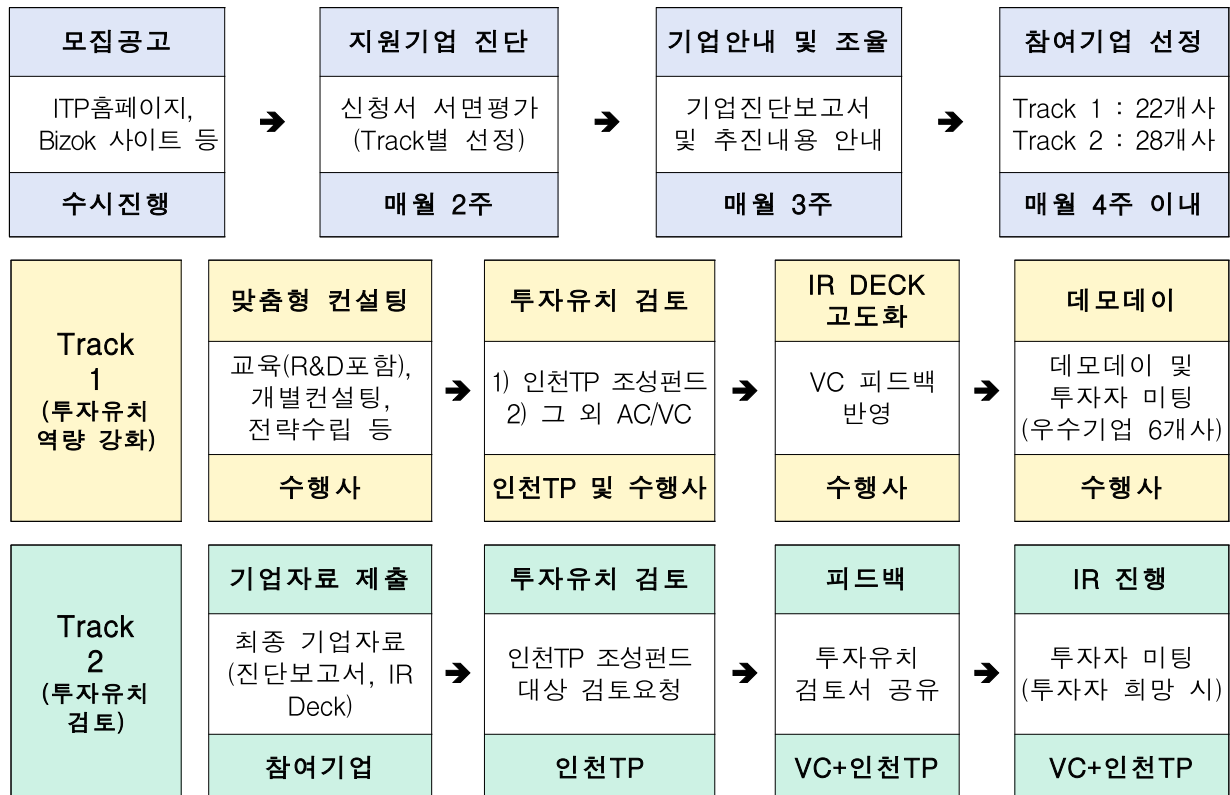 모집공고
ITP홈페이지,
Bizok 사이트 등
수시진행
➔
지원기업 진단
신청서 서면평가
(Track별 선정)
매월 2주
➔
기업안내 및 조율
기업진단보고서
및 추진내용 안내
매월 3주
➔
참여기업 선정
Track 1 : 22개사
Track 2 : 28개사
매월 4주 이내
Track
1
(투자유치
역량 강화)
맞춤형 컨설팅
교육(R&D포함),
개별컨설팅,
전략수립 등
수행사
➔
투자유치 검토
1) 인천TP 조성펀드
2) 그 외 AC/VC
인천TP 및 수행사
➔
IR DECK
고도화
VC 피드백
반영
수행사
➔
데모데이
데모데이 및
투자자 미팅
(우수기업 6개사)
수행사
Track
2
(투자유치
검토)
기업자료 제출
최종 기업자료
(진단보고서, IR
Deck)
참여기업
➔
투자유치 검토
인천TP 조성펀드
대상 검토요청
인천TP
➔
피드백
투자유치
검토서 공유
VC+인천TP
➔
IR 진행
투자자 미팅
(투자자 희망 시)
VC+인천TP